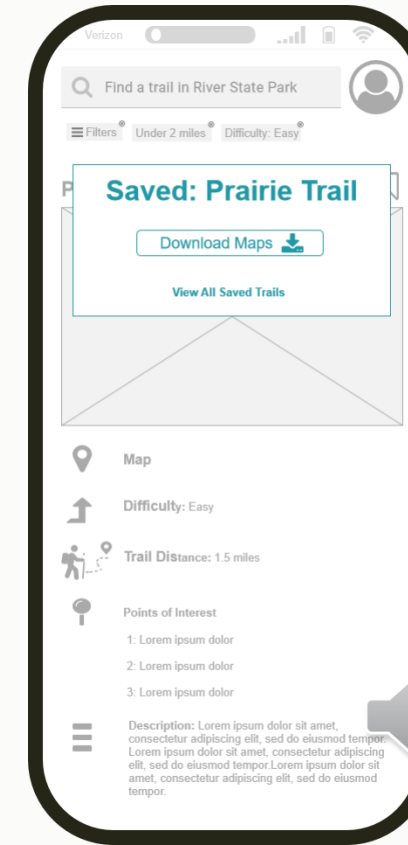 Verizon
Find a trail in River State Park
Filters Under 2 miles Difficulty: Easy
P
Saved: Prairie Trail
Download Maps
View All Saved Trails
Map
Difficulty: Easy
Trail Distance: 1.5 miles
Points of Interest
1: Lorem ipsum dolor
2: Lorem ipsum dolor
3: Lorem ipsum dolor
Description: Lorem ipsum dolor sit amet,
consectetur adipiscing elit, sed do eiusmod tempor.
Lorem ipsum dolor sit amet, consectetur adipiscing
elit, sed do eiusmod tempor.Lorem ipsum dolor sit
amet, consectetur adipiscing elit, sed do eiusmod
tempor.